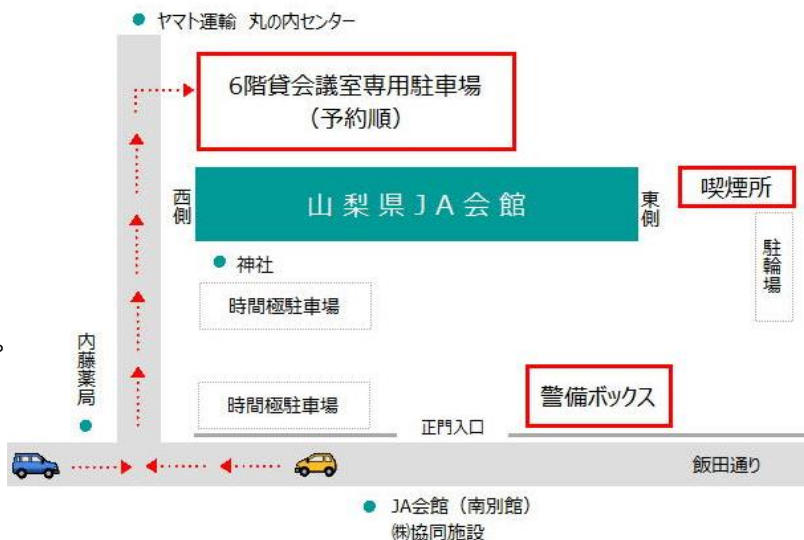 ヤマト運輸 丸の内センター
6階貸会議室専用駐車場
（予約順）
西側
山梨県JA会館
東側
喫煙所
駐輪場
神社
時間極駐車場
。
内藤薬局
時間極駐車場
警備ボックス
正門入口
飯田通り
JA会館（南別館）
㈱協同施設